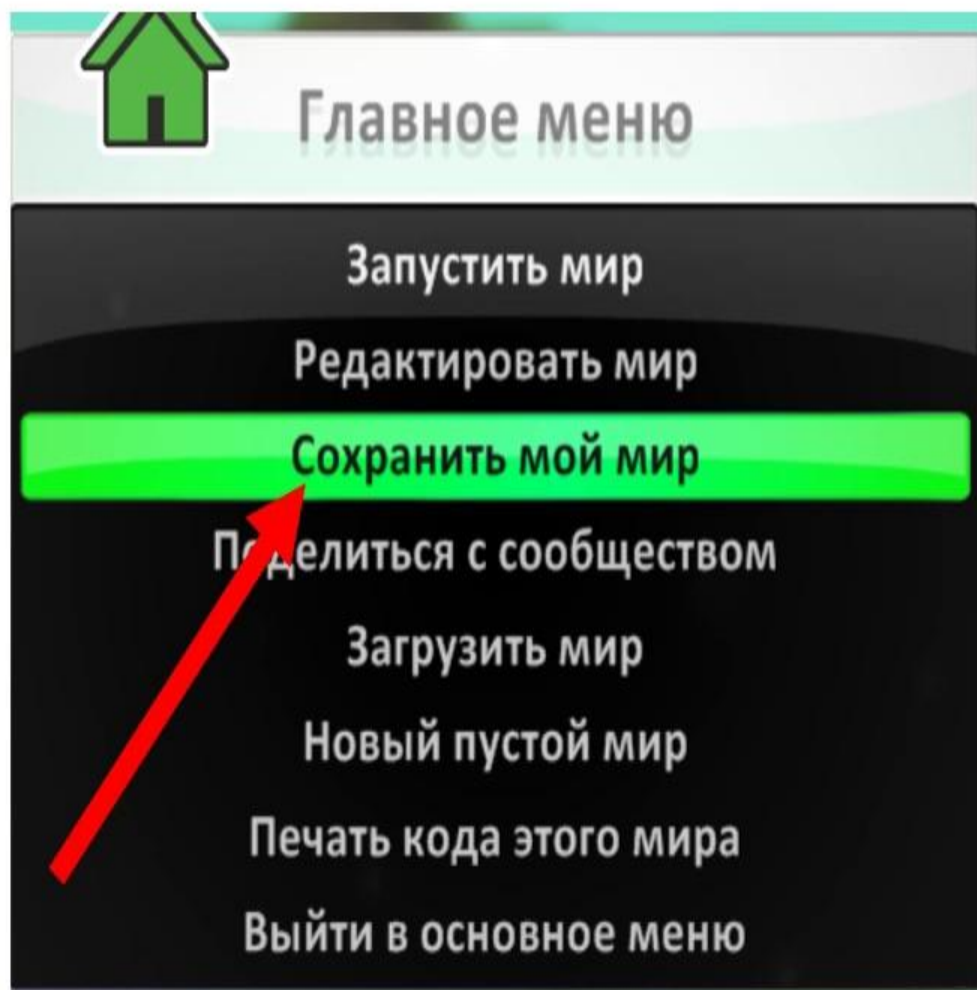 Главное меню
Запустить мир
Редактировать мир
Сохранить мой мир
Поделиться с сообществом
Загрузить мир
Новый пустой мир
Печать кода этого мира
Выйти в основное меню